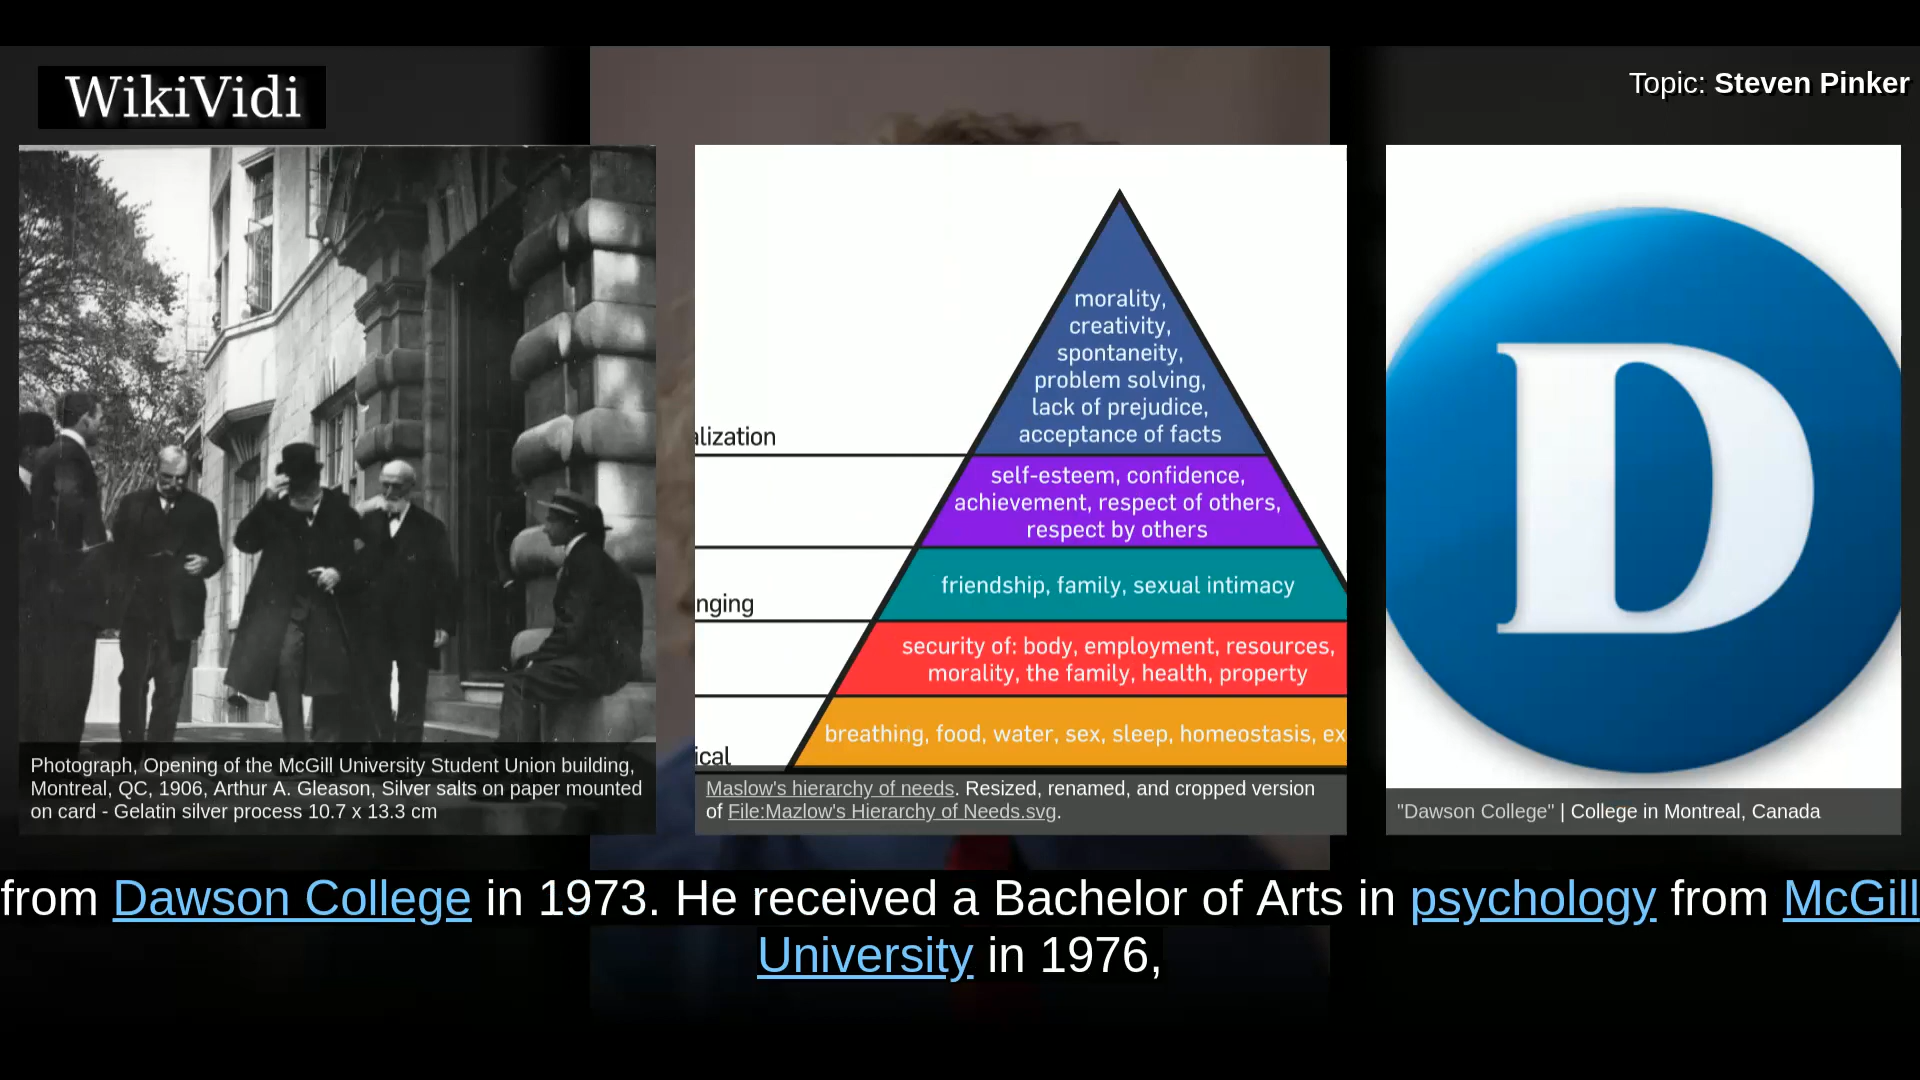 WikiVidi
Topic: Steven Pinker
Photograph, Opening of the McGill University Student Union building,
Montreal, QC, 1906, Arthur A. Gleason, Silver salts on paper mounted
on card - Gelatin silver process 10.7 x 13.3 cm
morality,
creativity,
spontaneity,
problem solving,
lack of prejudice,
acceptance of facts
alization
self-esteem, confidence,
achievement, respect of others,
respect by others
friendship, family, sexual intimacy
nging
security of: body, employment, resources,
morality, the family, health, property
breathing, food, water, sex, sleep, homeostasis, ex
ical
Maslow's hierarchy of needs. Resized, renamed, and cropped version
of File:Mazlow's Hierarchy of Needs.svg.
D
"Dawson College" | College in Montreal, Canada
from Dawson College in 1973. He received a Bachelor of Arts in psychology from McGill
University in 1976,